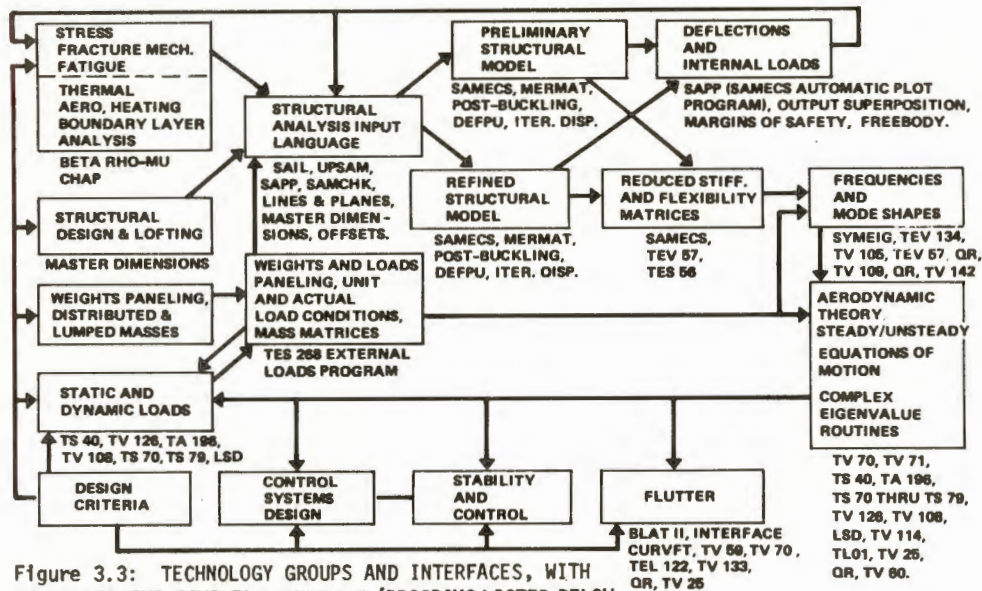 STRESS
FRACTURE MECH.
FATIGUE
THERMAL
AERO, HEATING
BOUNDARY LAYER
ANALYSIS
BETA RHO-MU
CHAP
STRUCTURAL
DESIGN & LOFTING
MASTER DIMENSIONS
WEIGHTS PANELING,
DISTRIBUTED &
LUMPED MASSES
STATIC AND
DYNAMIC LOADS
TS 40, TV 126, TA 196,
TV 108, TS 70, TS 79, LSD
DESIGN
CRITERIA
STRUCTURAL
ANALYSIS INPUT
LANGUAGE
SAIL, UPSAM,
SAPP, SAMCHK,
LINES & PLANES,
MASTER DIMEN-
SIONS, OFFSETS.
WEIGHTS AND LOADS
PANELING, UNIT
AND ACTUAL
LOAD CONDITIONS,
MASS MATRICES
TES 268 EXTERNAL
LOADS PROGRAM
CONTROL
SYSTEMS
DESIGN
PRELIMINARY
STRUCTURAL
MODEL
SAMECS, MERMAT,
POST-BUCKLING,
DEFPU, ITER. DISP.
REFINED
STRUCTURAL
MODEL
SAMECS, MERMAT,
POST-BUCKLING,
DEFPU, ITER. DISP.
STABILITY
AND
CONTROL
DEFLECTIONS
AND
INTERNAL LOADS
SAPP (SAMECS AUTOMATIC PLOT
PROGRAM), OUTPUT SUPERPOSITION,
MARGINS OF SAFETY, FREEBODY.
REDUCED STIFF.
AND FLEXIBILITY
MATRICES
SAMECS,
TEV 57,
TES 56
FREQUENCIES
AND
MODE SHAPES
SYMEIG, TEV 134,
TV 105, TEV 57, QR,
TV 109, QR, TV 142
AERODYNAMIC
THEORY
STEADY/UNSTEADY
EQUATIONS OF
MOTION
COMPLEX
EIGENVALUE
ROUTINES
TV 70, TV 71,
TS 40, TA 196,
TS 70 THRU TS 79,
TV 126, TV 108,
LSD, TV 114,
TL01, TV 25,
QR, TV 60.
FLUTTER
BLAT II, INTERFACE
CURVFT, TV 59, TV 70,
TEL 122, TV 133,
QR, TV 25
Figure 3.3: TECHNOLOGY GROUPS AND INTERFACES, WITH